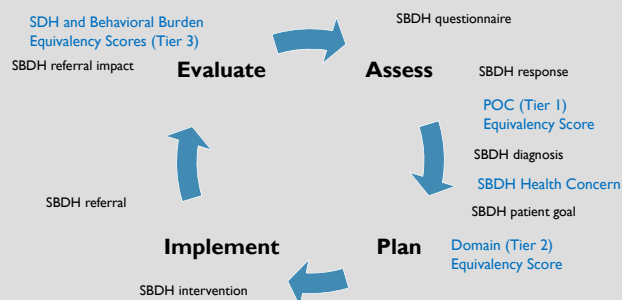 SBDH questionnaire
SDH and Behavioral Burden
Equivalency Scores (Tier 3)
SBDH referral impact
Evaluate
Assess
SBDH response
POC (Tier 1)
Equivalency Score
SBDH diagnosis
SBDH Health Concern
SBDH referral
SBDH patient goal
Implement
Plan
Domain (Tier 2)
Equivalency Score
SBDH intervention